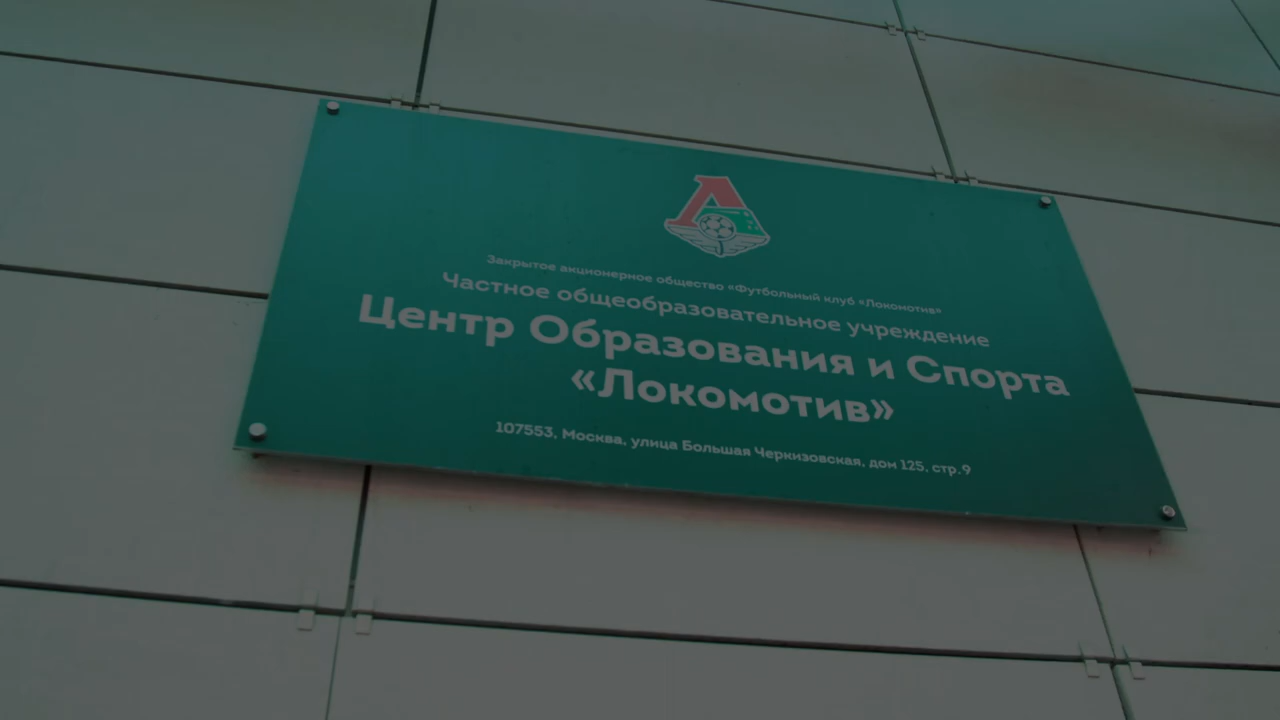 Закрытое акционерное общество «Футбольный клуб «Локомотив»
Частное общеобразовательное учреждение
Центр Образования и Спорта
«Локомотив»
107553, Москва, улица Большая Черкизовская, дом 125, стр.9